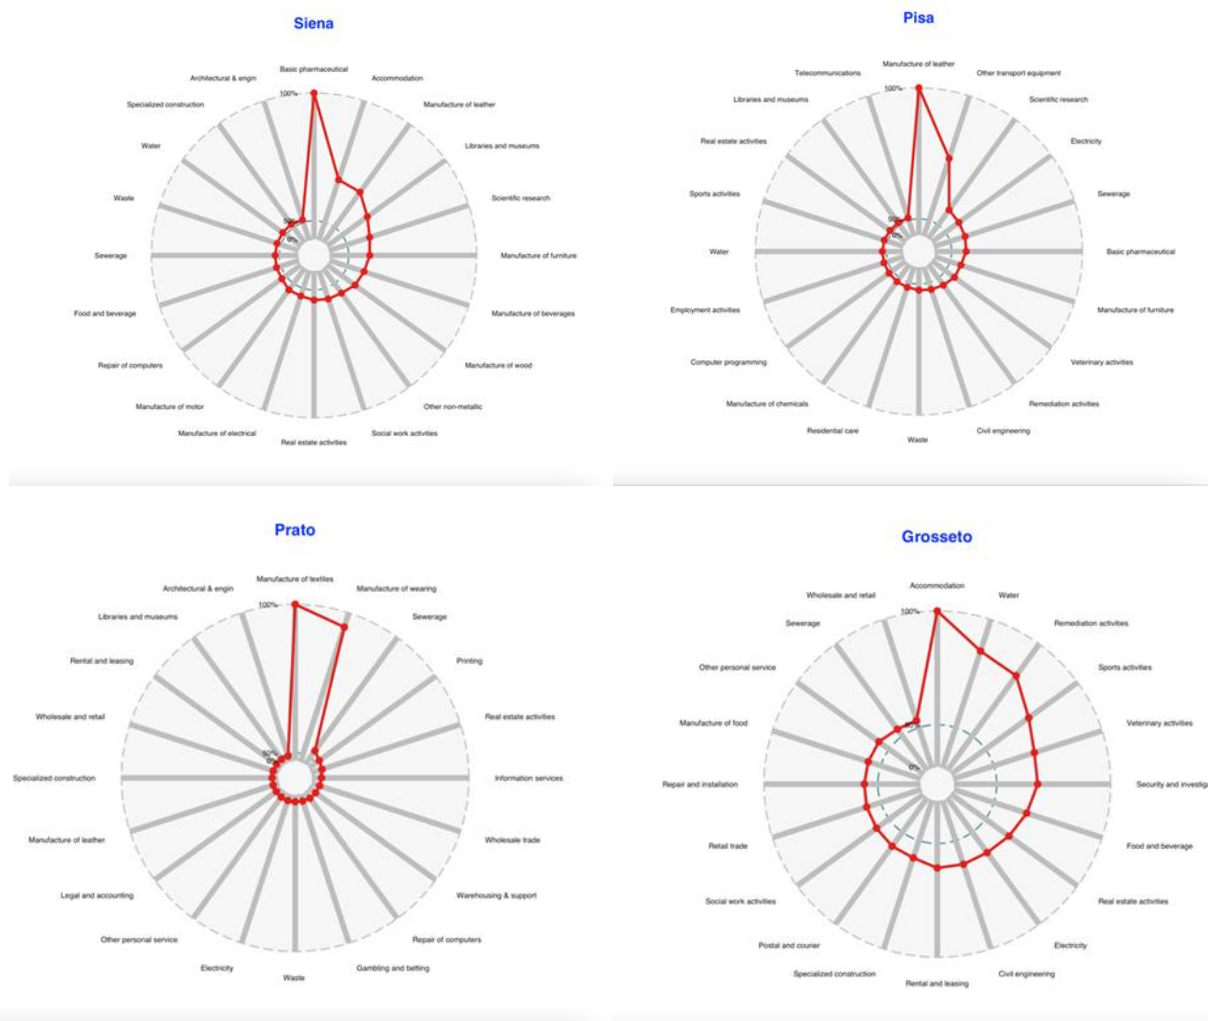 Siena
Basic pharmaceutical
Accommodation
Manufacture of leather
Libraries and museums
Scientific research
Manufacture of furniture
Manufacture of beverages
Manufacture of wood
Other non-metallic
Social work activities
Real estate activities
Manufacture of electrical
Manufacture of motor
Repair of computers
Food and beverage
Sewerage
Waste
Water
Specialized construction
Architectural & engin
100%
50%
0%
Pisa
Manufacture of leather
Other transport equipment
Scientific research
Electricity
Sewerage
Basic pharmaceutical
Manufacture of furniture
Veterinary activities
Remediation activities
Civil engineering
Waste
Residential care
Manufacture of chemicals
Computer programming
Employment activities
Water
Sports activities
Real estate activities
Libraries and museums
Telecommunications
100%
50%
0%
Prato
Manufacture of textiles
Manufacture of wearing
Sewerage
Printing
Real estate activities
Information services
Wholesale trade
Warehousing & support
Repair of computers
Gambling and betting
Waste
Electricity
Other personal service
Legal and accounting
Manufacture of leather
Specialized construction
Wholesale and retail
Rental and leasing
Libraries and museums
Architectural & engin
100%
50%
0%
Grosseto
Accommodation
Water
Remediation activities
Sports activities
Veterinary activities
Security and investiga
Food and beverage
Real estate activities
Electricity
Civil engineering
Rental and leasing
Specialized construction
Postal and courier
Social work activities
Retail trade
Repair and installation
Manufacture of food
Other personal service
Sewerage
Wholesale and retail
100%
50%
0%